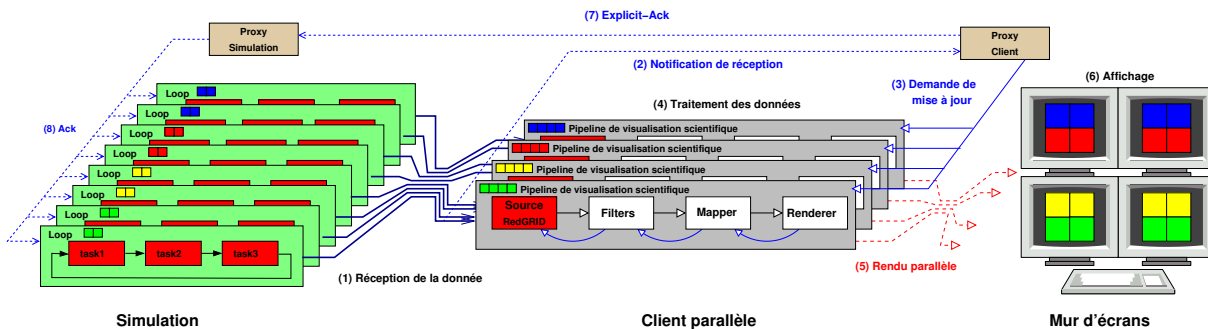 (7) Explicit–Ack
Proxy
Simulation
Proxy
Client
(2) Notification de réception
(3) Demande de
mise à jour
(6) Affichage
(4) Traitement des données
(8) Ack
Loop
Loop
Loop
Loop
Loop
Loop
Loop
Loop
task1
task2
task3
Pipeline de visualisation scientifique
Pipeline de visualisation scientifique
Pipeline de visualisation scientifique
Pipeline de visualisation scientifique
Source
RedGRID
Filters
Mapper
Renderer
(1) Réception de la donnée
(5) Rendu parallèle
Simulation
Client parallèle
Mur d'écrans